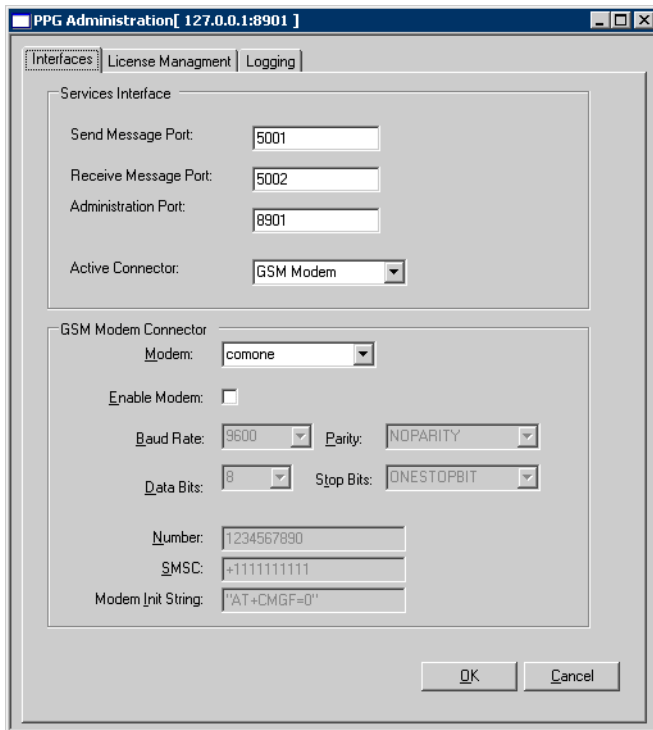 PPG Administration[ 127.0.0.1:8901 ]
Interfaces License Managment Logging
Services Interface
Send Message Port: 5001
Receive Message Port: 5002
Administration Port: 8901
Active Connector: GSM Modem
GSM Modem Connector
Modem: comone
Enable Modem:
Baud Rate: 9600 Parity: NOPARITY
Data Bits: 8 Stop Bits: ONESTOPBIT
Number: 1234567890
SMSC: +1111111111
Modem Init String: "AT+CMGF=0"
OK Cancel